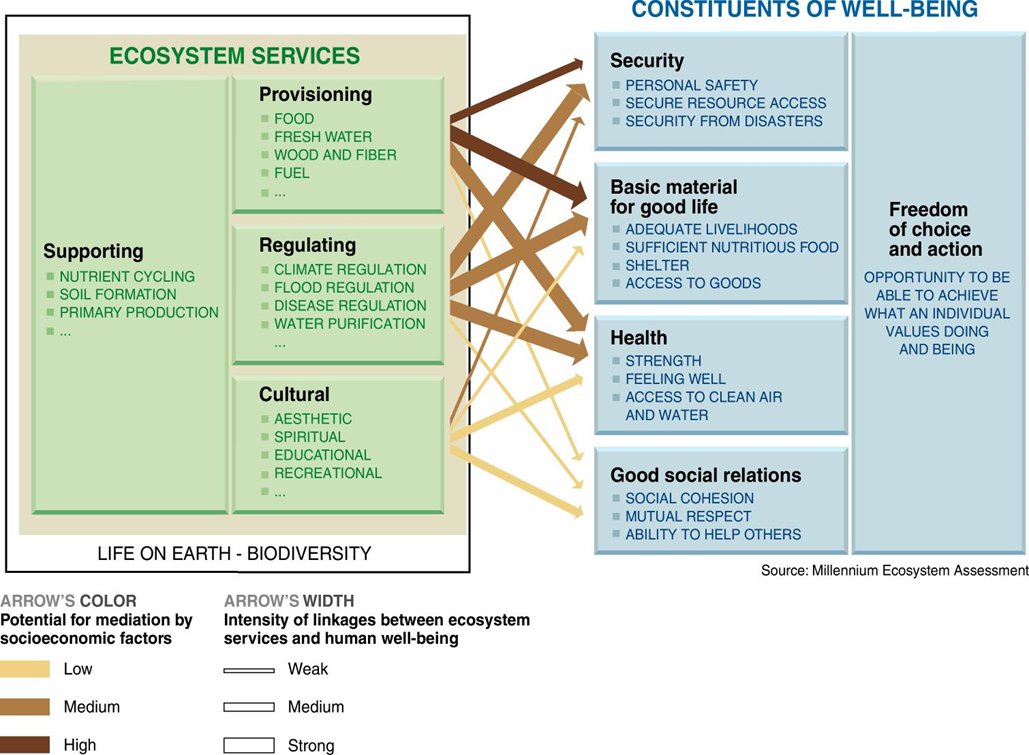 CONSTITUENTS OF WELL-BEING
ECOSYSTEM SERVICES
Supporting
NUTRIENT CYCLING
SOIL FORMATION
PRIMARY PRODUCTION
...
Provisioning
FOOD
FRESH WATER
WOOD AND FIBER
FUEL
...
Regulating
CLIMATE REGULATION
FLOOD REGULATION
DISEASE REGULATION
WATER PURIFICATION
...
Cultural
AESTHETIC
SPIRITUAL
EDUCATIONAL
RECREATIONAL
...
LIFE ON EARTH - BIODIVERSITY
Security
PERSONAL SAFETY
SECURE RESOURCE ACCESS
SECURITY FROM DISASTERS
Basic material
for good life
ADEQUATE LIVELIHOODS
SUFFICIENT NUTRITIOUS FOOD
SHELTER
ACCESS TO GOODS
Health
STRENGTH
FEELING WELL
ACCESS TO CLEAN AIR
AND WATER
Good social relations
SOCIAL COHESION
MUTUAL RESPECT
ABILITY TO HELP OTHERS
Freedom
of choice
and action
OPPORTUNITY TO BE
ABLE TO ACHIEVE
WHAT AN INDIVIDUAL
VALUES DOING
AND BEING
Source: Millennium Ecosystem Assessment
ARROW'S COLOR
Potential for mediation by
socioeconomic factors
Low
Medium
High
ARROW'S WIDTH
Intensity of linkages between ecosystem
services and human well-being
Weak
Medium
Strong